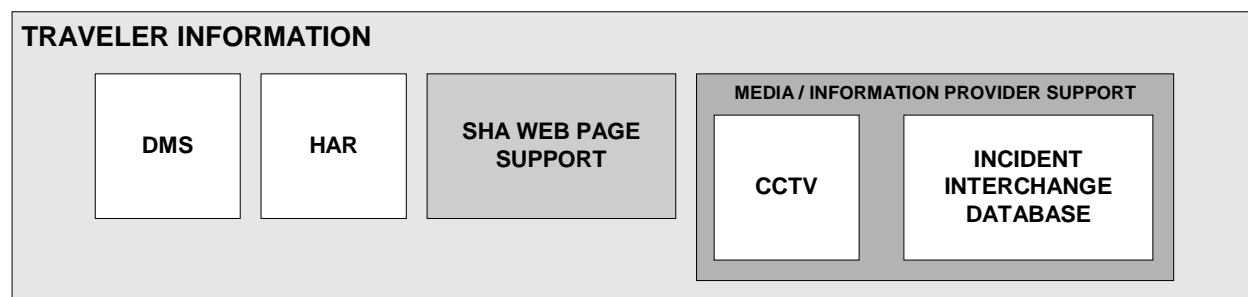 TRAVELER INFORMATION
DMS
HAR
SHA WEB PAGE
SUPPORT
MEDIA / INFORMATION PROVIDER SUPPORT
CCTV
INCIDENT
INTERCHANGE
DATABASE